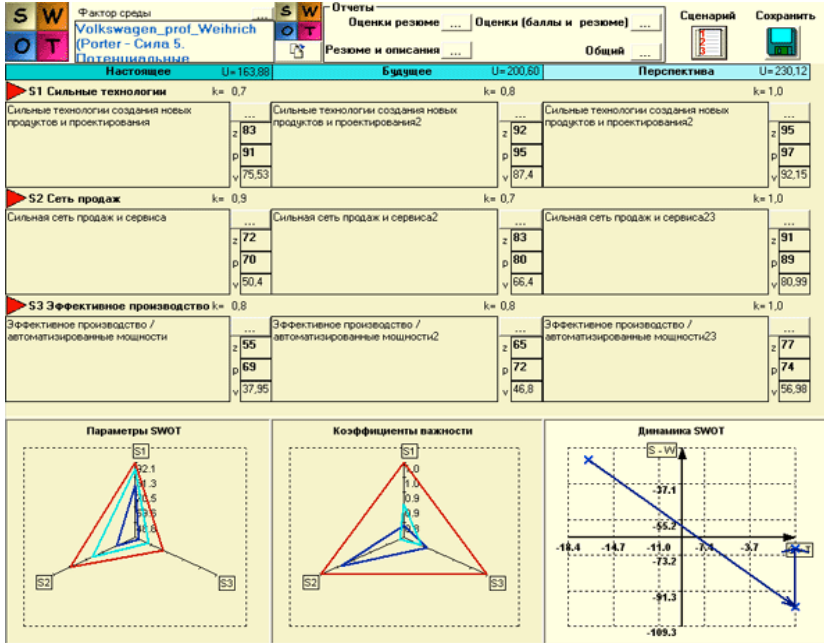 S W
O T
Фактор среды ...
Volkswagen_prof_Weihrich
(Porter - Сила 5.
Потенциальные
S W
O T
Отчеты
Оценки резюме ... Оценки (баллы и резюме) ...
Резюме и описания ... Общий ...
Сценарий Сохранить
Настоящее U=163,88 Будущее U=200,60 Перспектива U=230,12
S1 Сильные технологии k= 0,7 k= 0,8 k= 1,0
Сильные технологии создания новых продуктов и проектирования ... z 83 p 91 v 75,53
Сильные технологии создания новых продуктов и проектирования2 ... z 92 p 95 v 87,4
Сильные технологии создания новых продуктов и проектирования2 ... z 95 p 97 v 92,15
S2 Сеть продаж k= 0,9 k= 0,7 k= 1,0
Сильная сеть продаж и сервиса ... z 72 p 70 v 50,4
Сильная сеть продаж и сервиса2 ... z 83 p 80 v 66,4
Сильная сеть продаж и сервиса23 ... z 91 p 89 v 80,99
S3 Эффективное производство k= 0,8 k= 0,8 k= 1,0
Эффективное производство / автоматизированные мощности ... z 55 p 69 v 37,95
Эффективное производство / автоматизированные мощности2 ... z 65 p 72 v 46,8
Эффективное производство / автоматизированные мощности23 ... z 77 p 74 v 56,98
Параметры SWOT
S1
92.1
S2 S3
Коэффициенты важности
S1
1.0
1.0
0.9
0.9
S2 S3
Динамика SWOT
S - W
-37.1
-55.2
-18.4 -14.7 -11.0 -7.4 -3.7
-73.2
-91.3
-109.3